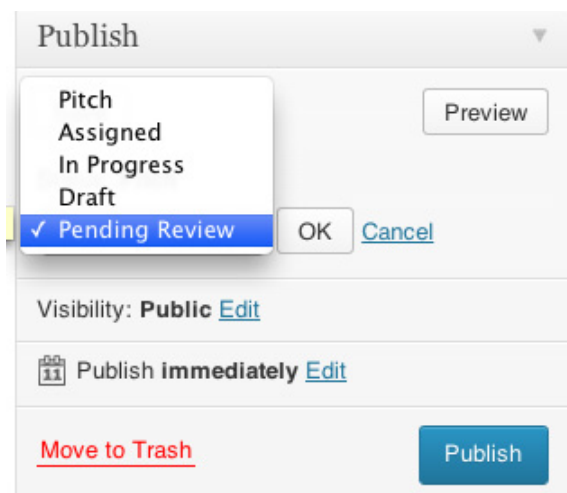 Publish
Pitch
Preview
Assigned
In Progress
Draft
✓ Pending Review OK Cancel
Visibility: Public Edit
11 Publish immediately Edit
Move to Trash Publish